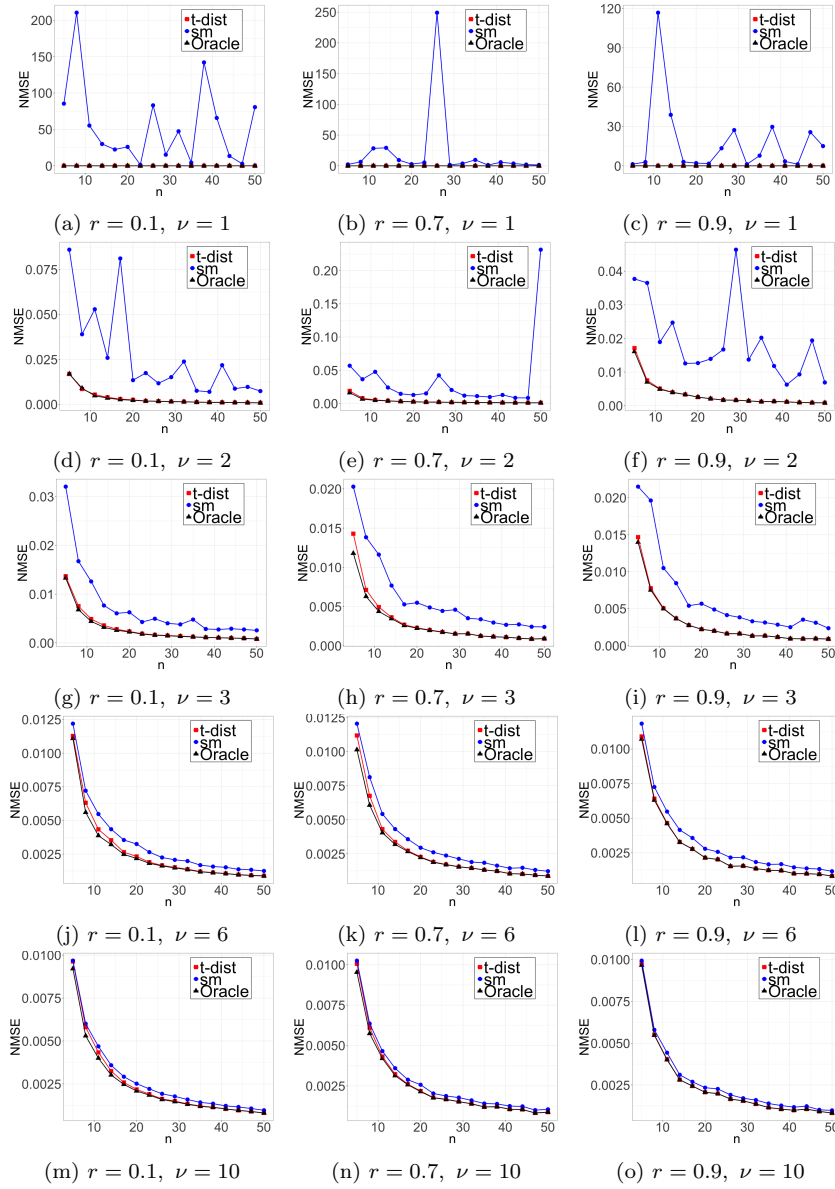 t-dist
sm
Oracle
NMSE
200
150
100
50
0
10 20 30 40 50
n
(a) r = 0.1, ν = 1
t-dist
sm
Oracle
NMSE
250
200
150
100
50
0
10 20 30 40 50
n
(b) r = 0.7, ν = 1
t-dist
sm
Oracle
NMSE
120
90
60
30
0
10 20 30 40 50
n
(c) r = 0.9, ν = 1
t-dist
sm
Oracle
NMSE
0.075
0.050
0.025
0.000
10 20 30 40 50
n
(d) r = 0.1, ν = 2
t-dist
sm
Oracle
NMSE
0.20
0.15
0.10
0.05
0.00
10 20 30 40 50
n
(e) r = 0.7, ν = 2
t-dist
sm
Oracle
NMSE
0.04
0.03
0.02
0.01
0.00
10 20 30 40 50
n
(f) r = 0.9, ν = 2
t-dist
sm
Oracle
NMSE
0.03
0.02
0.01
0.00
10 20 30 40 50
n
(g) r = 0.1, ν = 3
t-dist
sm
Oracle
NMSE
0.020
0.015
0.010
0.005
0.000
10 20 30 40 50
n
(h) r = 0.7, ν = 3
t-dist
sm
Oracle
NMSE
0.020
0.015
0.010
0.005
0.000
10 20 30 40 50
n
(i) r = 0.9, ν = 3
t-dist
sm
Oracle
NMSE
0.0125
0.0100
0.0075
0.0050
0.0025
10 20 30 40 50
n
(j) r = 0.1, ν = 6
t-dist
sm
Oracle
NMSE
0.0125
0.0100
0.0075
0.0050
0.0025
10 20 30 40 50
n
(k) r = 0.7, ν = 6
t-dist
sm
Oracle
NMSE
0.0100
0.0075
0.0050
0.0025
10 20 30 40 50
n
(l) r = 0.9, ν = 6
t-dist
sm
Oracle
NMSE
0.0100
0.0075
0.0050
0.0025
10 20 30 40 50
n
(m) r = 0.1, ν = 10
t-dist
sm
Oracle
NMSE
0.0100
0.0075
0.0050
0.0025
10 20 30 40 50
n
(n) r = 0.7, ν = 10
t-dist
sm
Oracle
NMSE
0.0100
0.0075
0.0050
0.0025
10 20 30 40 50
n
(o) r = 0.9, ν = 10